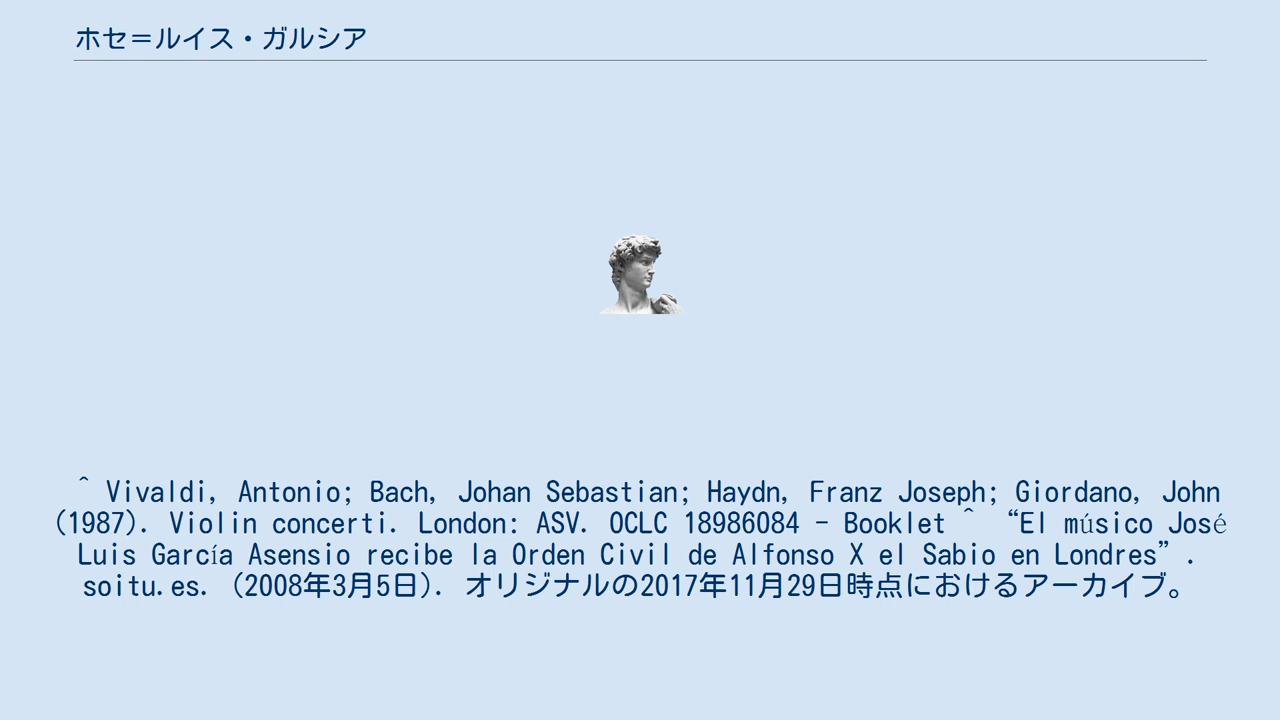 ホセ＝ルイス・ガルシア
^ Vivaldi, Antonio; Bach, Johan Sebastian; Haydn, Franz Joseph; Giordano, John
(1987). Violin concerti. London: ASV. OCLC 18986084 - Booklet ^ “El músico José
Luis García Asensio recibe la Orden Civil de Alfonso X el Sabio en Londres”.
soitu.es. (2008年3月5日). オリジナルの2017年11月29日時点におけるアーカイブ。